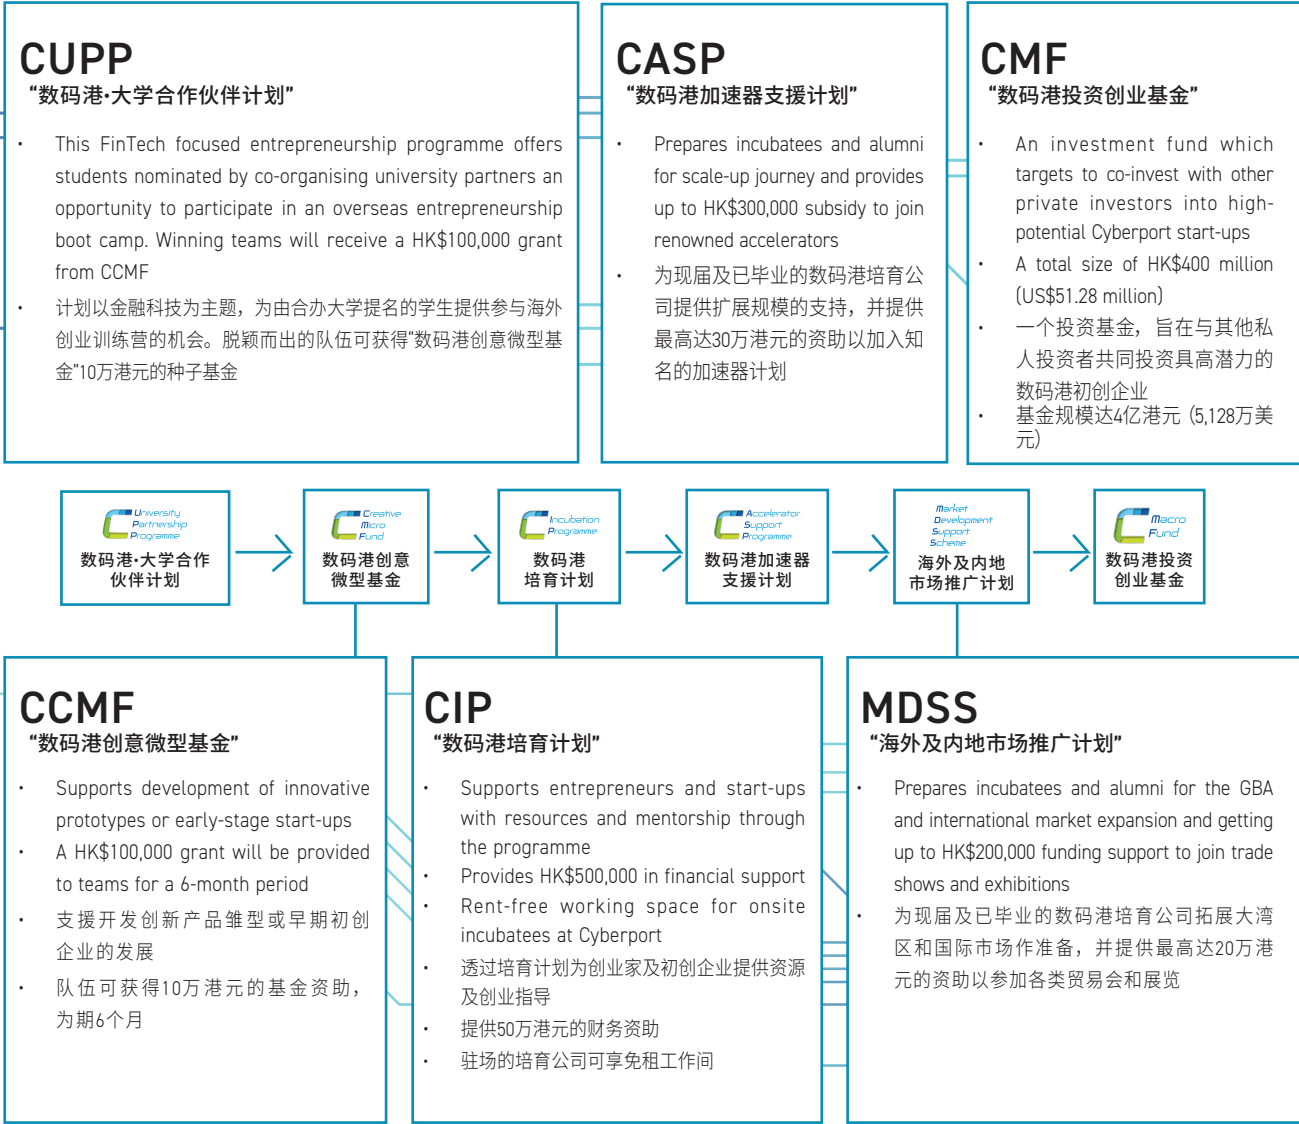 CUPP
“数码港·大学合作伙伴计划”
· This FinTech focused entrepreneurship programme offers
students nominated by co-organising university partners an
opportunity to participate in an overseas entrepreneurship
boot camp. Winning teams will receive a HK$100,000 grant
from CCMF
· 计划以金融科技为主题，为由合办大学提名的学生提供参与海外
创业训练营的机会。脱颖而出的队伍可获得“数码港创意微型基
金”10万港元的种子基金
CASP
“数码港加速器支援计划”
· Prepares incubatees and alumni
for scale-up journey and provides
up to HK$300,000 subsidy to join
renowned accelerators
· 为现届及已毕业的数码港培育公
司提供扩展规模的支持，并提供
最高达30万港元的资助以加入知
名的加速器计划
CMF
“数码港投资创业基金”
· An investment fund which
targets to co-invest with other
private investors into high-
potential Cyberport start-ups
· A total size of HK$400 million
(US$51.28 million)
· 一个投资基金，旨在与其他私
人投资者共同投资具高潜力的
数码港初创企业
· 基金规模达4亿港元 (5,128万美
元)
University
Partnership
Programme
数码港·大学合作
伙伴计划
Creative
Micro
Fund
数码港创意
微型基金
Incubation
Programme
数码港
培育计划
Accelerator
Support
Programme
数码港加速器
支援计划
Market
Development
Support
Scheme
海外及内地
市场推广计划
Macro
Fund
数码港投资
创业基金
CCMF
“数码港创意微型基金”
· Supports development of innovative
prototypes or early-stage start-ups
· A HK$100,000 grant will be provided
to teams for a 6-month period
· 支援开发创新产品雏型或早期初创
企业的发展
· 队伍可获得10万港元的基金资助，
为期6个月
CIP
“数码港培育计划”
· Supports entrepreneurs and start-ups
with resources and mentorship through
the programme
· Provides HK$500,000 in financial support
· Rent-free working space for onsite
incubatees at Cyberport
· 透过培育计划为创业家及初创企业提供资源
及创业指导
· 提供50万港元的财务资助
· 驻场的培育公司可享免租工作间
MDSS
“海外及内地市场推广计划”
· Prepares incubatees and alumni for the GBA
and international market expansion and getting
up to HK$200,000 funding support to join trade
shows and exhibitions
· 为现届及已毕业的数码港培育公司拓展大湾
区和国际市场作准备，并提供最高达20万港
元的资助以参加各类贸易会和展览